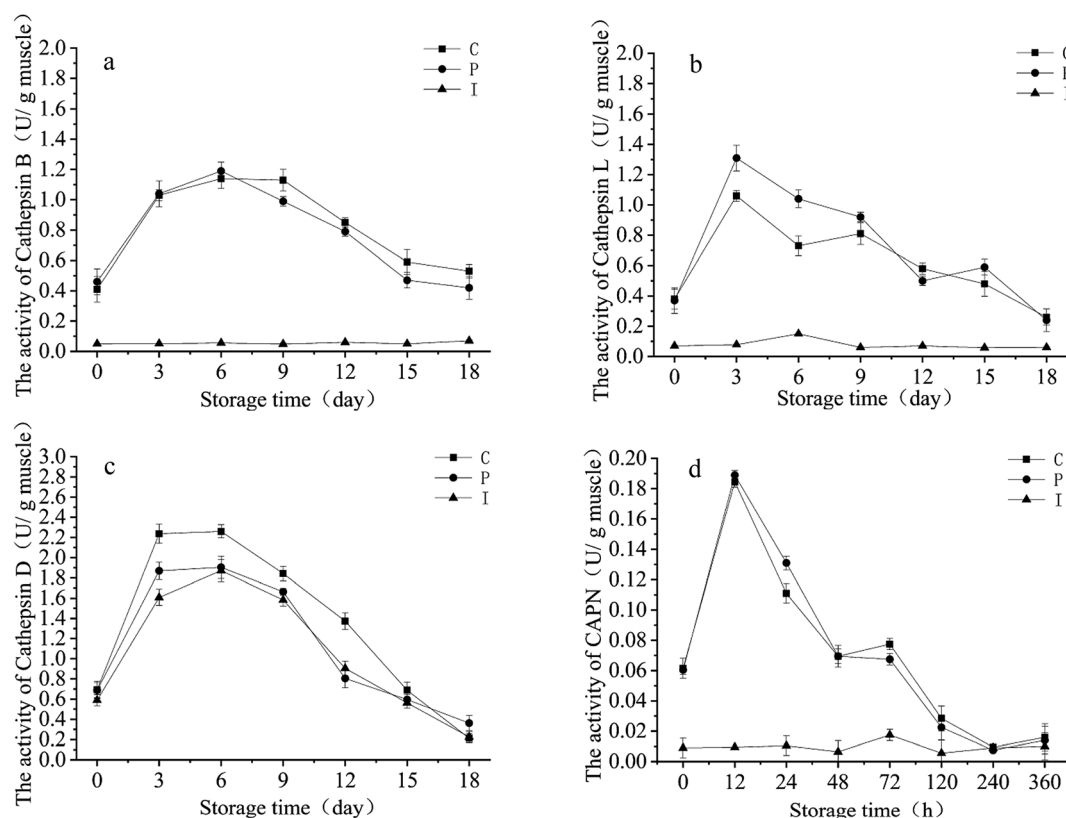 a
C
P
I
2.0
1.8
1.6
1.4
1.2
1.0
0.8
0.6
0.4
0.2
0.0
The activity of Cathepsin B（U/ g muscle）
0 3 6 9 12 15 18
Storage time（day）
b
2.0
1.8
1.6
1.4
1.2
1.0
0.8
0.6
0.4
0.2
0.0
The activity of Cathepsin L（U/ g muscle）
0 3 6 9 12 15 18
Storage time（day）
c
C
P
I
3.0
2.8
2.6
2.4
2.2
2.0
1.8
1.6
1.4
1.2
1.0
0.8
0.6
0.4
0.2
0.0
The activity of Cathepsin D（U/ g muscle）
0 3 6 9 12 15 18
Storage time（day）
d
C
P
I
0.20
0.18
0.16
0.14
0.12
0.10
0.08
0.06
0.04
0.02
0.00
The activity of CAPN（U/ g muscle）
0 12 24 48 72 120 240 360
Storage time（h）